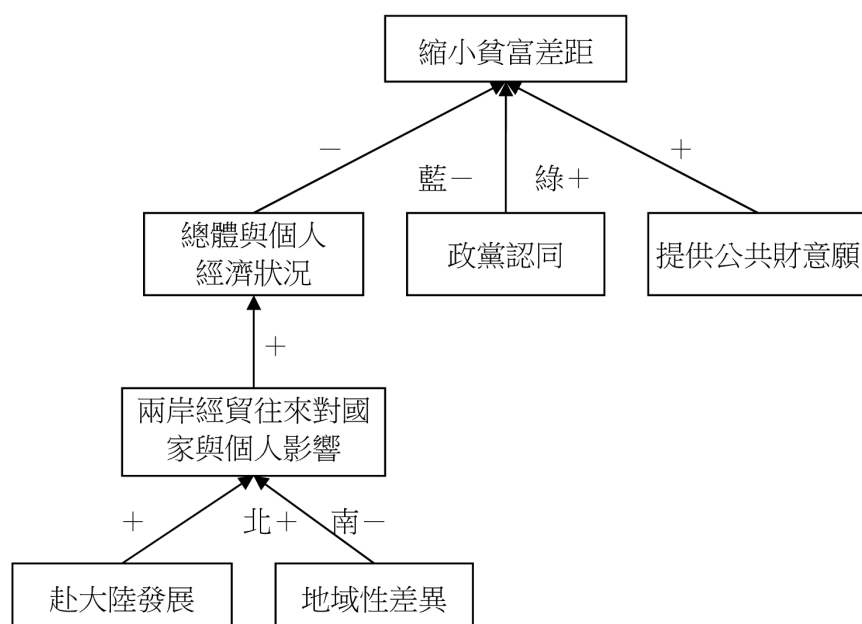 縮小貧富差距
－
藍－
綠＋
＋
總體與個人
經濟狀況
政黨認同
提供公共財意願
＋
兩岸經貿往來對國
家與個人影響
＋
北＋
南－
赴大陸發展
地域性差異